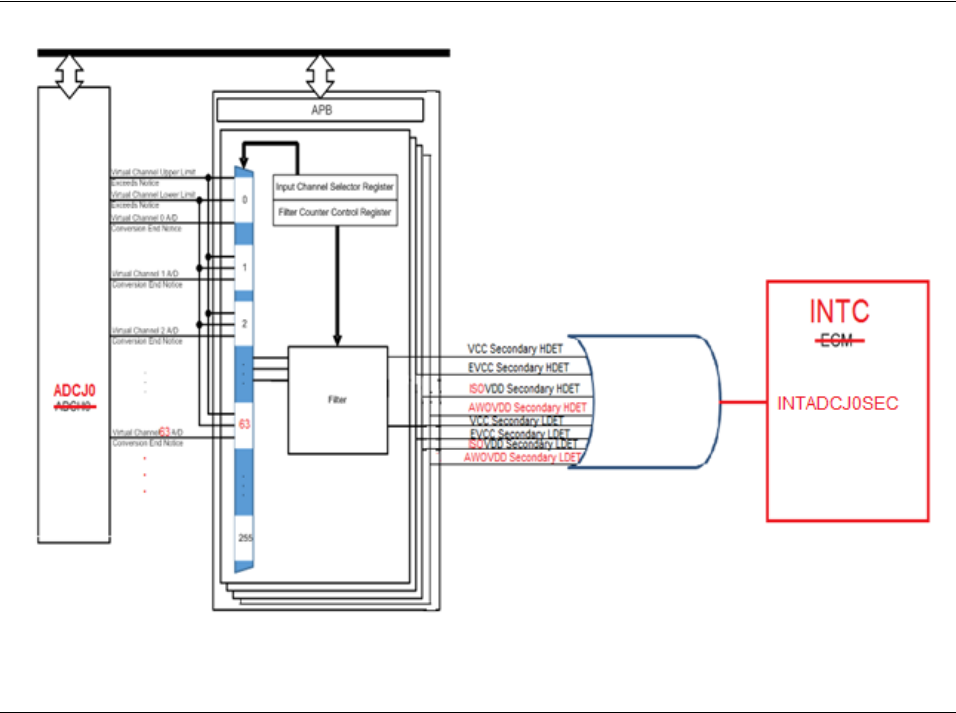 APB
Virtual Channel Upper Limit
Exceeds Notice
Virtual Channel Lower Limit
Exceeds Notice
Virtual Channel 0 A/D
Conversion End Notice
Virtual Channel 1 A/D
Conversion End Notice
Virtual Channel 2 A/D
Conversion End Notice
ADCJ0
Virtual Channel 63 A/D
Conversion End Notice
0
1
2
63
255
Input Channel Selector Register
Filter Counter Control Register
Filter
VCC Secondary HDET
EVCC Secondary HDET
ISOVDD Secondary HDET
AWOVDD Secondary HDET
VCC Secondary LDET
EVCC Secondary LDET
ISOVDD Secondary LDET
AWOVDD Secondary LDET
INTC
ECM
INTADCJ0SEC